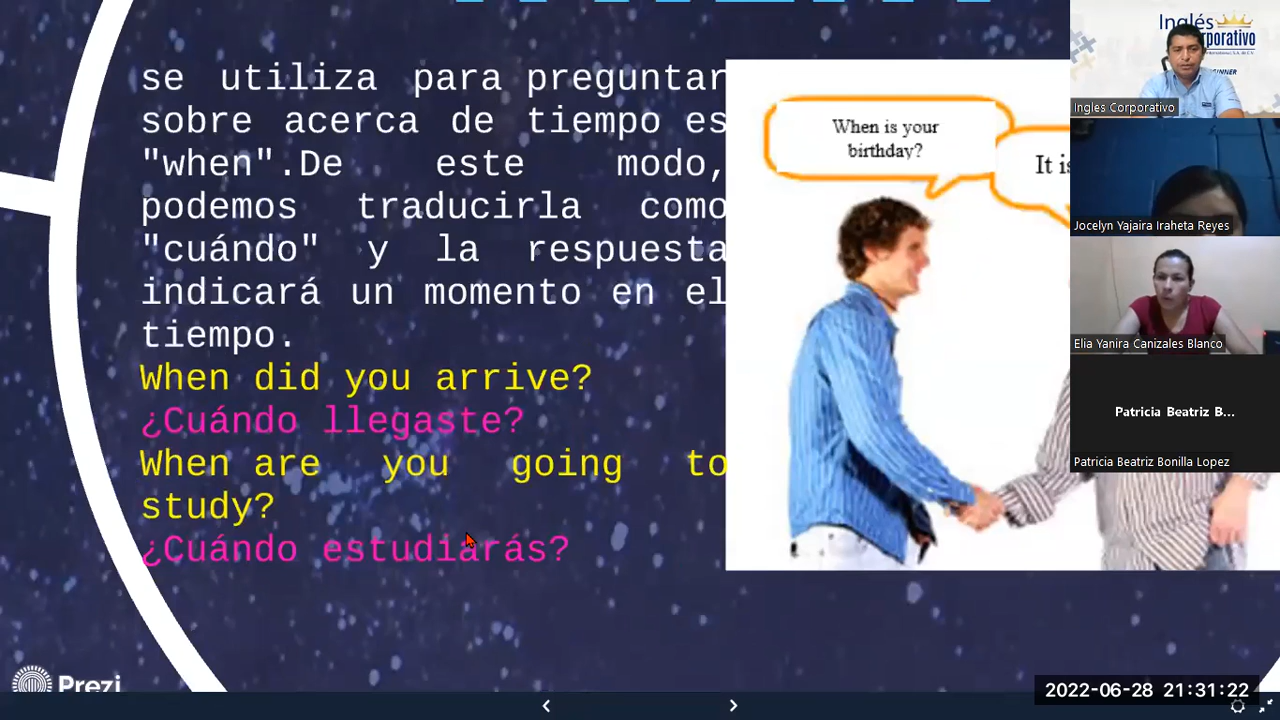 se utiliza para preguntar
sobre acerca de tiempo es
"when".De este modo,
podemos traducirla como
"cuándo" y la respuesta
indicará un momento en el
tiempo.
When did you arrive?
¿Cuándo llegaste?
When are you going to
study?
¿Cuándo estudiarás?
When is your
birthday?
It is
Inglés
Ingles Corporativo
Jocelyn Yajaira Iraheta Reyes
Elia Yanira Canizales Blanco
Patricia Beatriz B...
Patricia Beatriz Bonilla Lopez
Prezi
2022-06-28 21:31:22